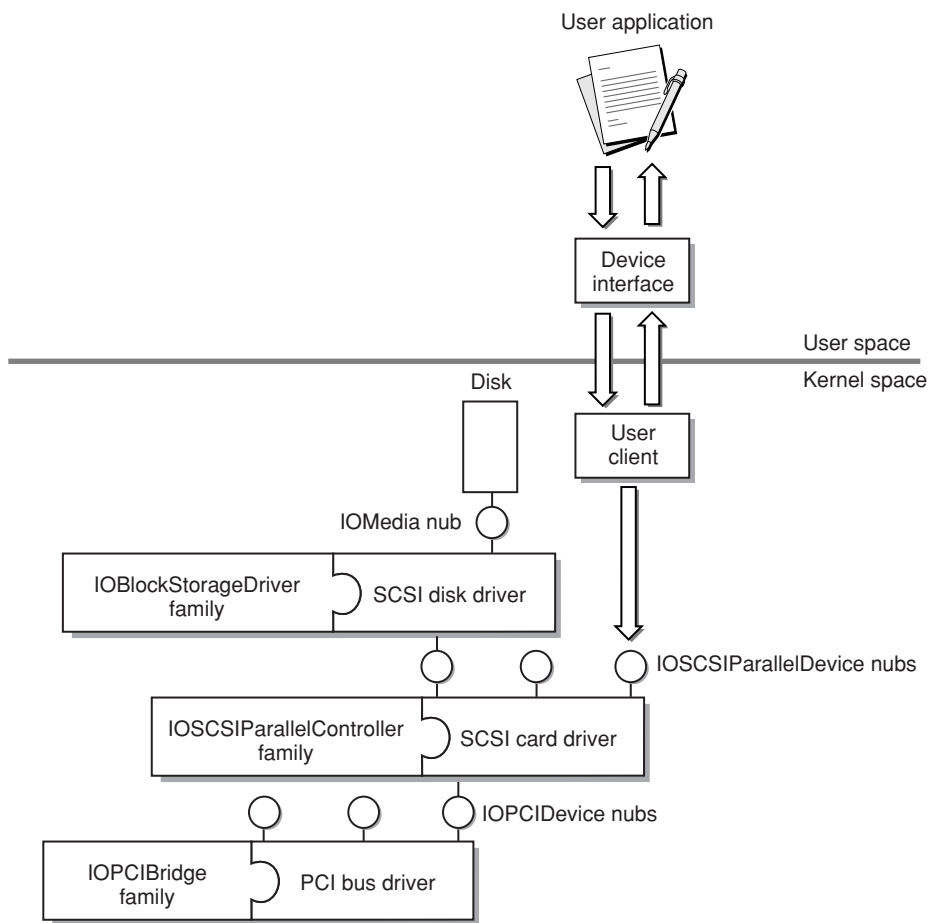 User application
Device
interface
User space
Kernel space
Disk
User
client
IOMedia nub
IOBlockStorageDriver
family
SCSI disk driver
IOSCSIParallelDevice nubs
IOSCSIParallelController
family
SCSI card driver
IOPCIDevice nubs
IOPCIBridge
family
PCI bus driver